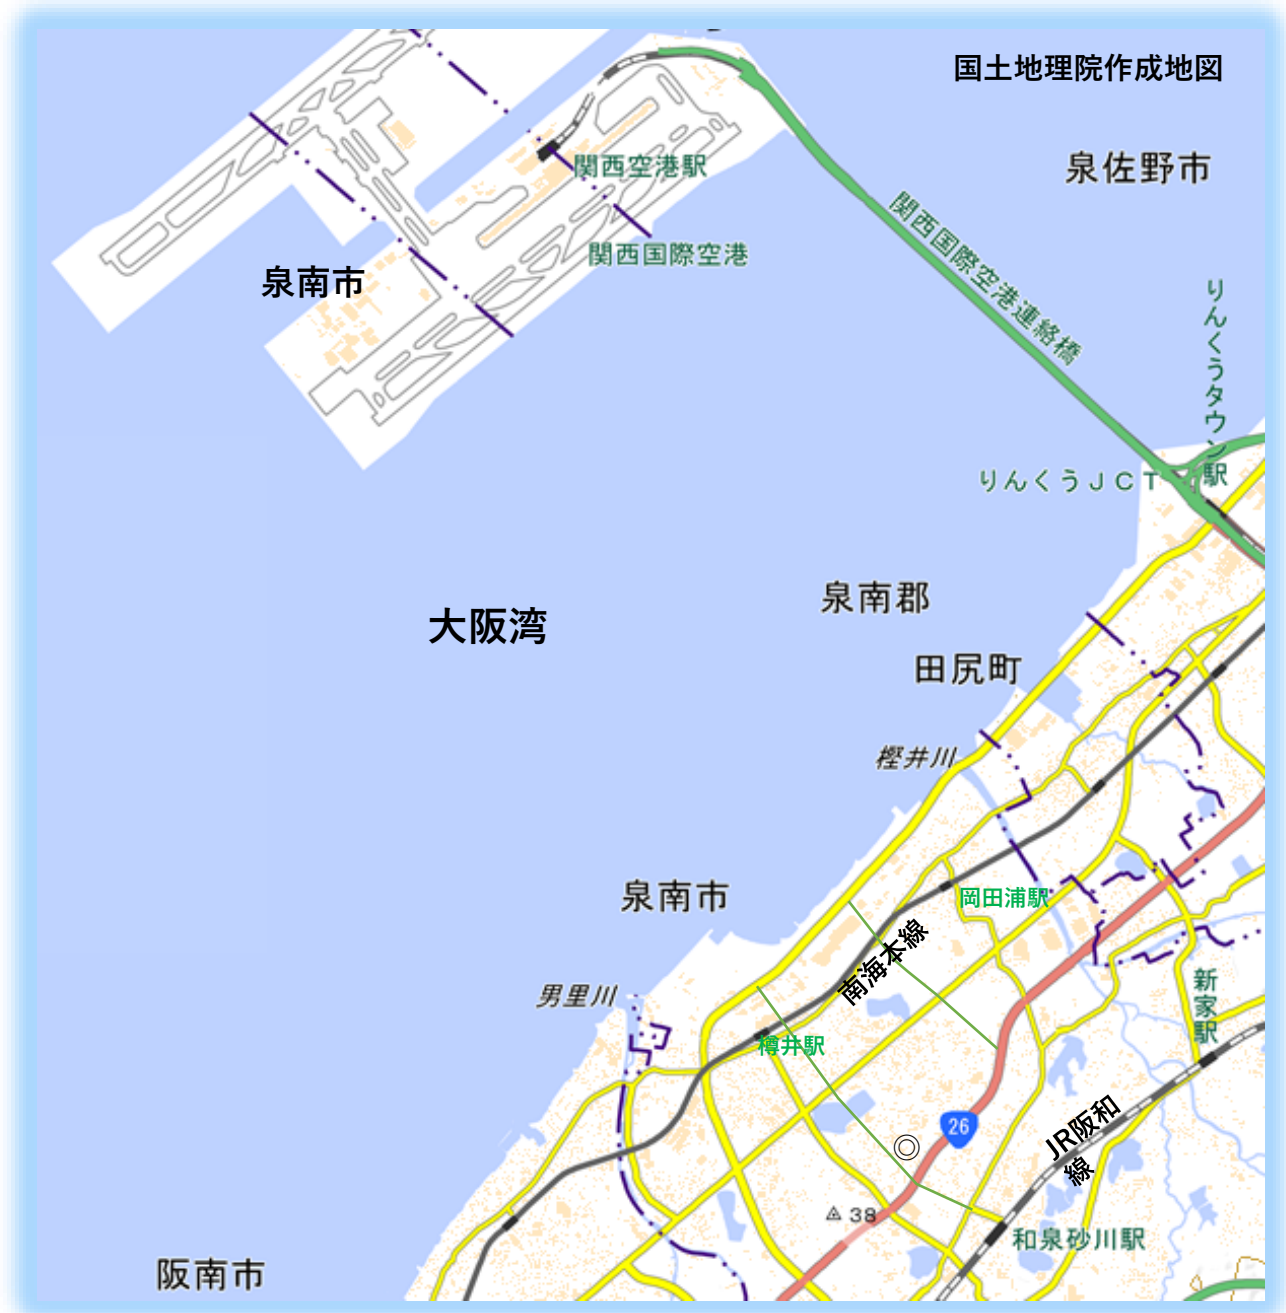 国土地理院作成地図
泉佐野市
関西空港駅
関西国際空港連絡橋
関西国際空港
泉南市
りんくうタウン駅
りんくうJCT
泉南郡
大阪湾
田尻町
樫井川
泉南市
岡田浦駅
南海本線
新家駅
男里川
樽井駅
26
JR阪和
線
38
和泉砂川駅
阪南市